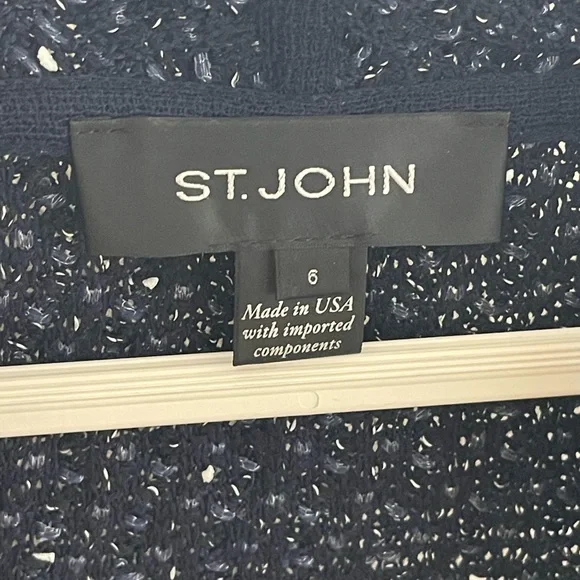 ST. JOHN
6
Made in USA
with imported
components